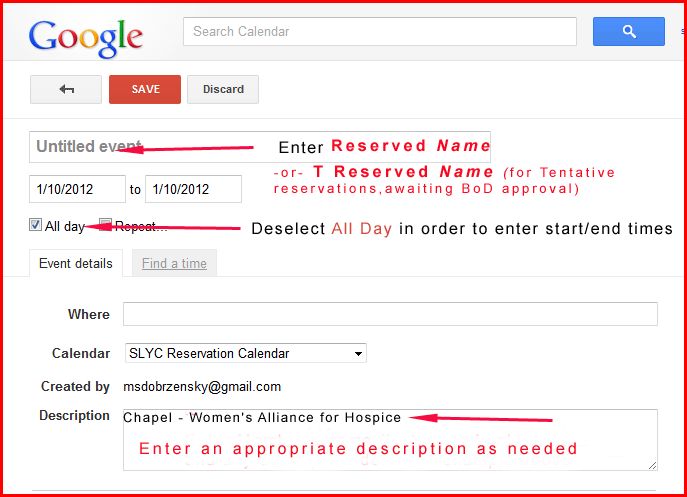 Google
Search Calendar
SAVE
Discard
Untitled event
Enter Reserved Name
-or- T Reserved Name (for Tentative
reservations,awaiting BoD approval)
1/10/2012 to 1/10/2012
All day Repeat...
Deselect All Day in order to enter start/end times
Event details
Find a time
Where
Calendar
SLYC Reservation Calendar
Created by
msdobrzensky@gmail.com
Description
Chapel - Women's Alliance for Hospice
Enter an appropriate description as needed